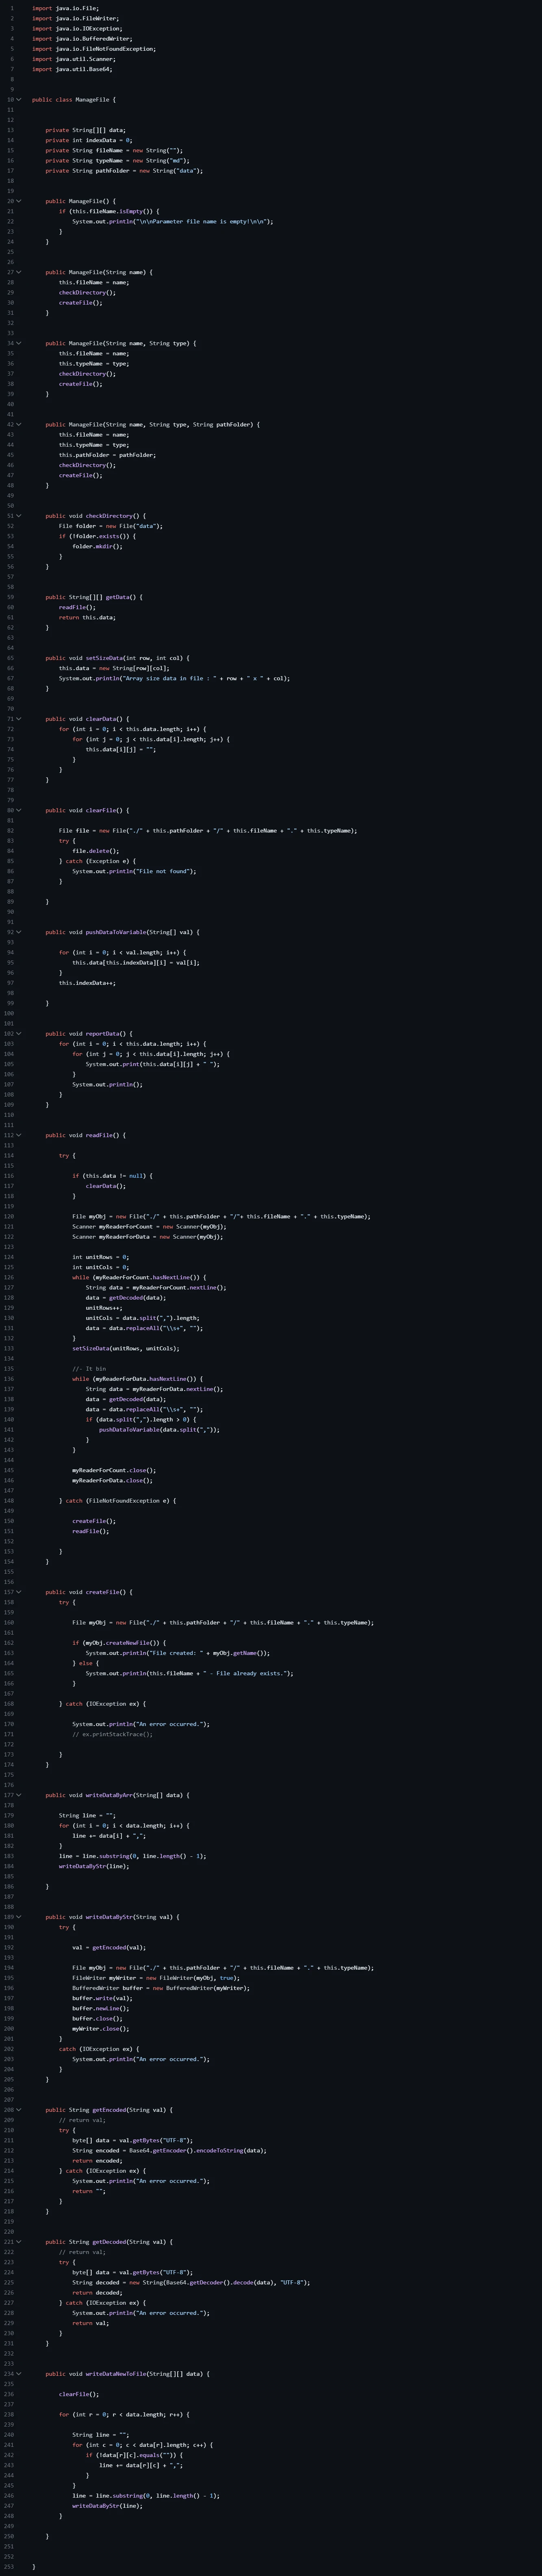 1 import java.io.File;
2 import java.io.FileWriter;
3 import java.io.IOException;
4 import java.io.BufferedWriter;
5 import java.io.FileNotFoundException;
6 import java.util.Scanner;
7 import java.util.Base64;
8
9
10 public class ManageFile {
11
12
13 private String[][] data;
14 private int indexData = 0;
15 private String fileName = new String("");
16 private String typeName = new String("md");
17 private String pathFolder = new String("data");
18
19
20 public ManageFile() {
21 if (this.fileName.isEmpty()) {
22 System.out.println("\n\nParameter file name is empty!\n\n");
23 }
24 }
25
26
27 public ManageFile(String name) {
28 this.fileName = name;
29 checkDirectory();
30 createFile();
31 }
32
33
34 public ManageFile(String name, String type) {
35 this.fileName = name;
36 this.typeName = type;
37 checkDirectory();
38 createFile();
39 }
40
41
42 public ManageFile(String name, String type, String pathFolder) {
43 this.fileName = name;
44 this.typeName = type;
45 this.pathFolder = pathFolder;
46 checkDirectory();
47 createFile();
48 }
49
50
51 public void checkDirectory() {
52 File folder = new File("data");
53 if (!folder.exists()) {
54 folder.mkdir();
55 }
56 }
57
58
59 public String[][] getData() {
60 readFile();
61 return this.data;
62 }
63
64
65 public void setSizeData(int row, int col) {
66 this.data = new String[row][col];
67 System.out.println("Array size data in file : " + row + " x " + col);
68 }
69
70
71 public void clearData() {
72 for (int i = 0; i < this.data.length; i++) {
73 for (int j = 0; j < this.data[i].length; j++) {
74 this.data[i][j] = "";
75 }
76 }
77 }
78
79
80 public void clearFile() {
81
82 File file = new File("./" + this.pathFolder + "/" + this.fileName + "." + this.typeName);
83 try {
84 file.delete();
85 } catch (Exception e) {
86 System.out.println("File not found");
87 }
88
89 }
90
91
92 public void pushDataToVariable(String[] val) {
93
94 for (int i = 0; i < val.length; i++) {
95 this.data[this.indexData][i] = val[i];
96 }
97 this.indexData++;
98
99 }
100
101
102 public void reportData() {
103 for (int i = 0; i < this.data.length; i++) {
104 for (int j = 0; j < this.data[i].length; j++) {
105 System.out.print(this.data[i][j] + " ");
106 }
107 System.out.println();
108 }
109 }
110
111
112 public void readFile() {
113
114 try {
115
116 if (this.data != null) {
117 clearData();
118 }
119
120 File myObj = new File("./" + this.pathFolder + "/"+ this.fileName + "." + this.typeName);
121 Scanner myReaderForCount = new Scanner(myObj);
122 Scanner myReaderForData = new Scanner(myObj);
123
124 int unitRows = 0;
125 int unitCols = 0;
126 while (myReaderForCount.hasNextLine()) {
127 String data = myReaderForCount.nextLine();
128 data = getDecoded(data);
129 unitRows++;
130 unitCols = data.split(",").length;
131 data = data.replaceAll("\\s+", "");
132 }
133 setSizeData(unitRows, unitCols);
134
135 //- It bin
136 while (myReaderForData.hasNextLine()) {
137 String data = myReaderForData.nextLine();
138 data = getDecoded(data);
139 data = data.replaceAll("\\s+", "");
140 if (data.split(",").length > 0) {
141 pushDataToVariable(data.split(","));
142 }
143 }
144
145 myReaderForCount.close();
146 myReaderForData.close();
147
148 } catch (FileNotFoundException e) {
149
150 createFile();
151 readFile();
152
153 }
154 }
155
156
157 public void createFile() {
158 try {
159
160 File myObj = new File("./" + this.pathFolder + "/" + this.fileName + "." + this.typeName);
161
162 if (myObj.createNewFile()) {
163 System.out.println("File created: " + myObj.getName());
164 } else {
165 System.out.println(this.fileName + " - File already exists.");
166 }
167
168 } catch (IOException ex) {
169
170 System.out.println("An error occurred.");
171 // ex.printStackTrace();
172
173 }
174 }
175
176
177 public void writeDataByArr(String[] data) {
178
179 String line = "";
180 for (int i = 0; i < data.length; i++) {
181 line += data[i] + ",";
182 }
183 line = line.substring(0, line.length() - 1);
184 writeDataByStr(line);
185
186 }
187
188
189 public void writeDataByStr(String val) {
190 try {
191
192 val = getEncoded(val);
193
194 File myObj = new File("./" + this.pathFolder + "/" + this.fileName + "." + this.typeName);
195 FileWriter myWriter = new FileWriter(myObj, true);
196 BufferedWriter buffer = new BufferedWriter(myWriter);
197 buffer.write(val);
198 buffer.newLine();
199 buffer.close();
200 myWriter.close();
201 }
202 catch (IOException ex) {
203 System.out.println("An error occurred.");
204 }
205 }
206
207
208 public String getEncoded(String val) {
209 // return val;
210 try {
211 byte[] data = val.getBytes("UTF-8");
212 String encoded = Base64.getEncoder().encodeToString(data);
213 return encoded;
214 } catch (IOException ex) {
215 System.out.println("An error occurred.");
216 return "";
217 }
218 }
219
220
221 public String getDecoded(String val) {
222 // return val;
223 try {
224 byte[] data = val.getBytes("UTF-8");
225 String decoded = new String(Base64.getDecoder().decode(data), "UTF-8");
226 return decoded;
227 } catch (IOException ex) {
228 System.out.println("An error occurred.");
229 return val;
230 }
231 }
232
233
234 public void writeDataNewToFile(String[][] data) {
235
236 clearFile();
237
238 for (int r = 0; r < data.length; r++) {
239
240 String line = "";
241 for (int c = 0; c < data[r].length; c++) {
242 if (!data[r][c].equals("")) {
243 line += data[r][c] + ",";
244 }
245 }
246 line = line.substring(0, line.length() - 1);
247 writeDataByStr(line);
248 }
249
250 }
251
252
253 }